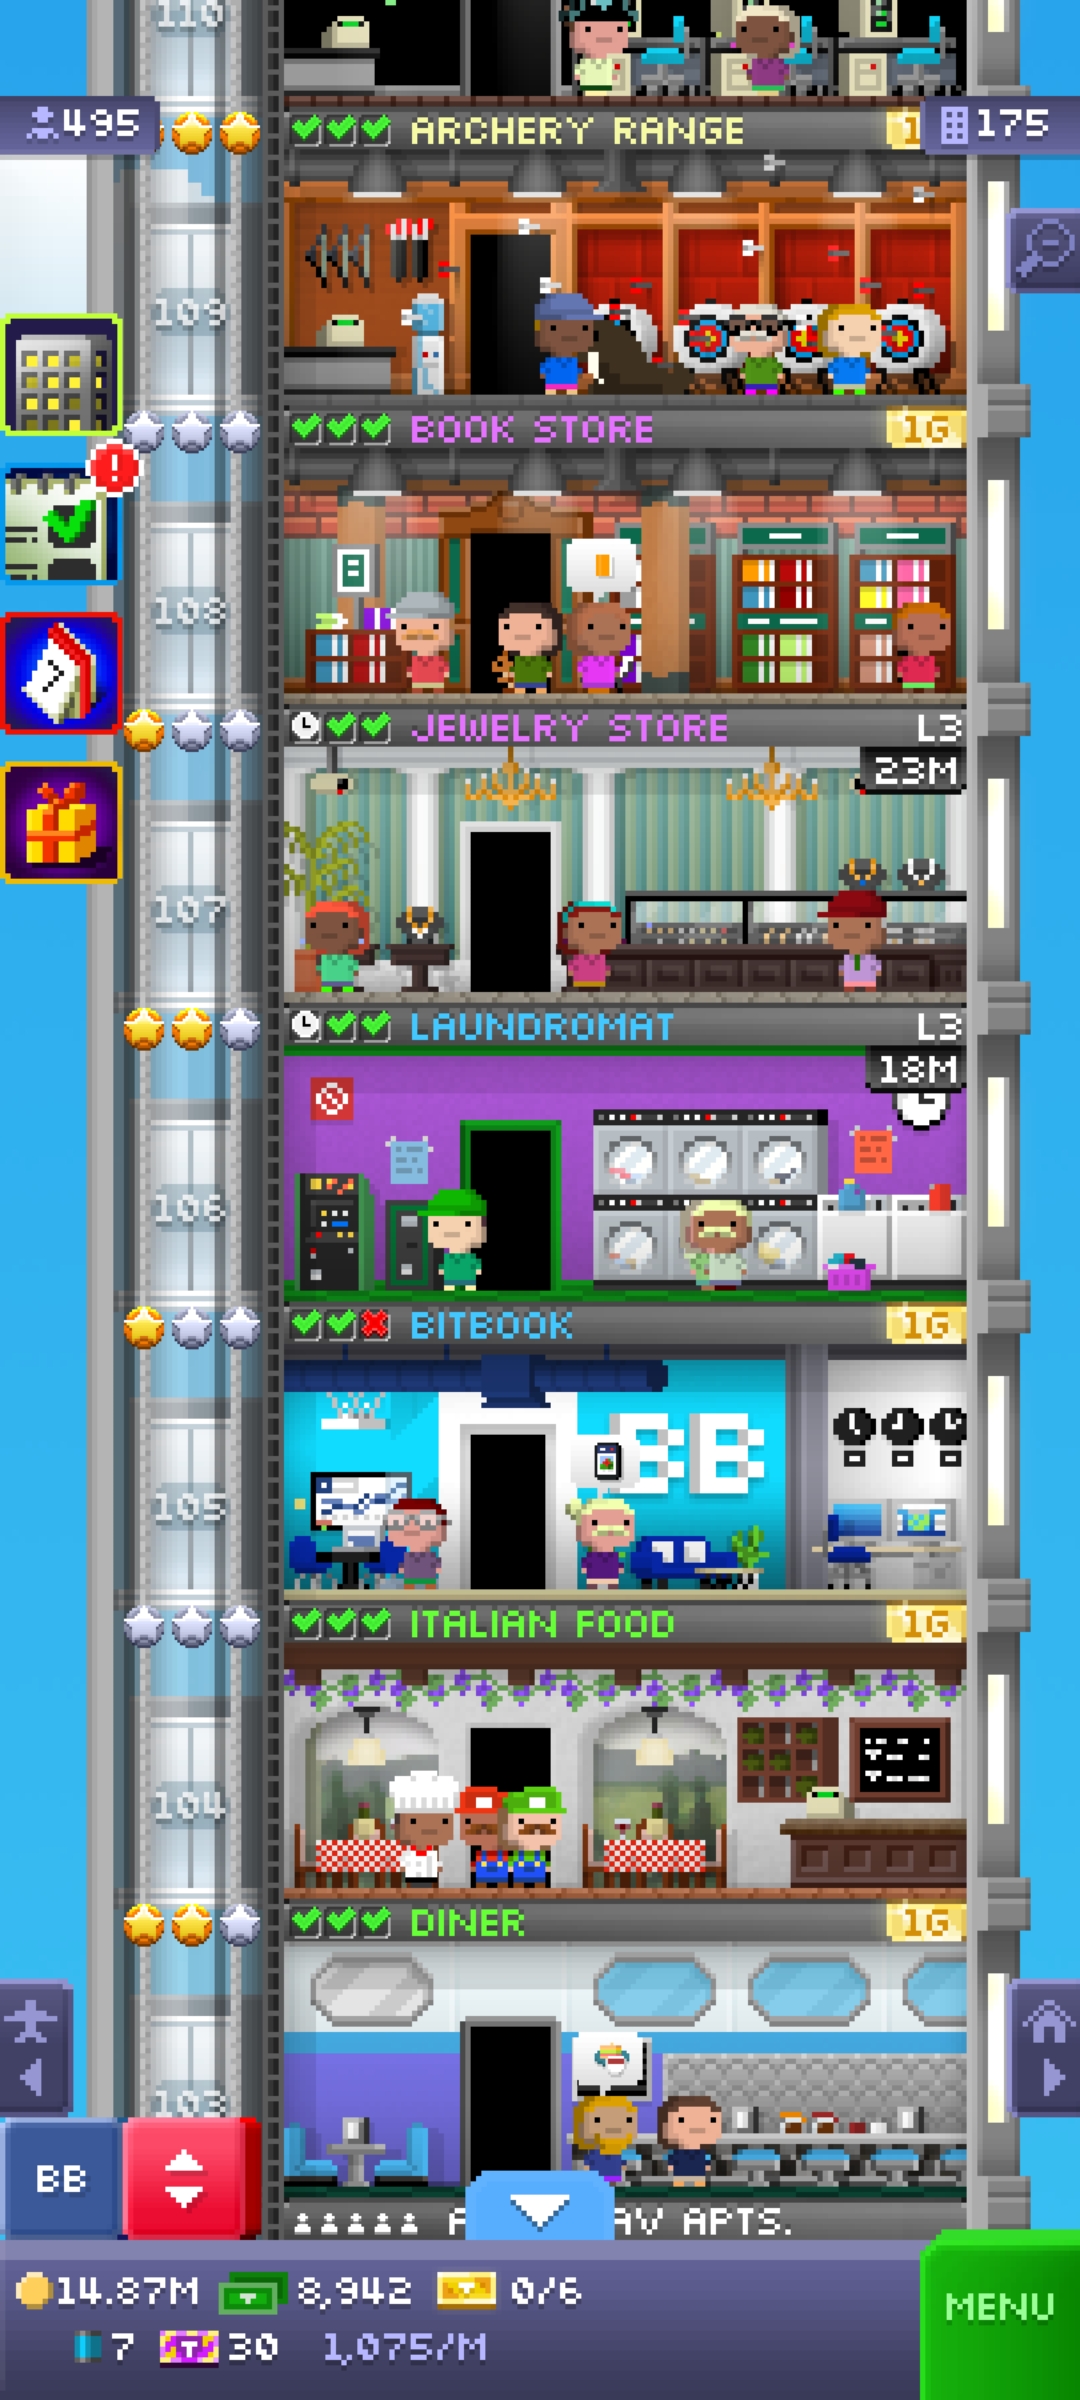 110
495
ARCHERY RANGE
175
109
BOOK STORE 1G
108
JEWELRY STORE L3
23M
107
LAUNDROMAT L3
18M
106
BITBOOK 1G
BB
105
ITALIAN FOOD 1G
104
DINER 1G
103
BB
AV APTS.
14.87M 8,942 0/6
MENU
7 30 1,075/M